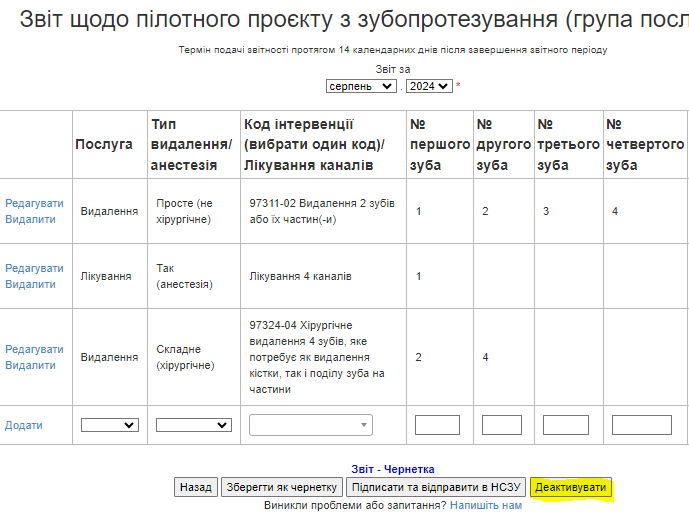 Звіт щодо пілотного проєкту з зубопротезування (група посл
Термін подачі звітності протягом 14 календарних днів після завершення звітного періоду
Звіт за
серпень . 2024 *
Послуга
Тип
видалення/
анестезія
Код інтервенції
(вибрати один код)/
Лікування каналів
№
першого
зуба
№
другого
зуба
№
третього
зуба
№
четвертого
зуба
Редагувати
Видалити
Видалення
Просте (не
хірургічне)
97311-02 Видалення 2 зубів
або їх частин(-и)
1
2
3
4
Редагувати
Видалити
Лікування
Так
(анестезія)
Лікування 4 каналів
1
Редагувати
Видалити
Видалення
Складне
(хірургічне)
97324-04 Хірургічне
видалення 4 зубів, яке
потребує як видалення
кістки, так і поділу зуба на
частини
2
4
Додати
Звіт - Чернетка
Назад Зберегти як чернетку Підписати та відправити в НСЗУ Деактивувати
Виникли проблеми або запитання? Напишіть нам